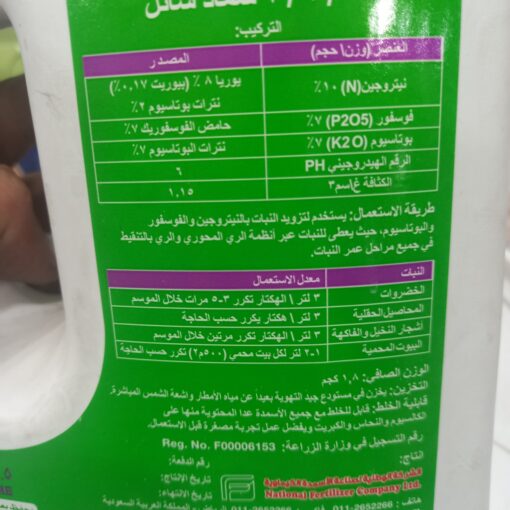 سماد سائل
التركيب:
العنصر (وزن\ حجم) المصدر
نيتروجين(N) ١٠٪ يوريا ٨ ٪ (بيوريت ٠,١٧٪)
نترات بوتاسيوم ٢٪
فوسفور (P2O5) ٧٪ حامض الفوسفوريك ٧٪
بوتاسيوم (K2O) ٧٪ نترات البوتاسيوم ٧٪
الرقم الهيدروجيني PH ٦
الكثافة غ\سم٣ ١,١٥
طريقة الاستعمال: يستخدم لتزويد النبات بالنيتروجين والفوسفور
والبوتاسيوم، حيث يعطى للنبات عبر أنظمة الري المحوري والري بالتنقيط
في جميع مراحل عمر النبات.
النبات معدل الاستعمال
الخضروات ٣ لتر \ الهكتار تكرر ٣-٥ مرات خلال الموسم
المحاصيل الحقلية ٣ لتر \ هكتار يكرر حسب الحاجة
أشجار النخيل والفاكهة ٣ لتر \ الهكتار تكرر مرتين خلال الموسم
البيوت المحمية ١-٢ لتر لكل بيت محمي (٥٠٠م٢) تكرر حسب الحاجة
الوزن الصافي: ١,٨ كجم
التخزين: يخزن في مستودع جيد التهوية بعيداً عن مياه الأمطار واشعة الشمس المباشرة.
قابلية الخلط: قابل للخلط مع جميع الأسمدة عدا المحتوية منها على
الكالسيوم والنحاس والكبريت ويفضل عمل تجربة مصغرة قبل الاستعمال.
رقم التسجيل في وزارة الزراعة: Reg. No. F00006153
انتاج: رقم الدفعة:
تاريخ الإنتاج:
National Fertilizer Company Ltd.
تاريخ الانتهاء:
هاتف : 011-2652266
الرياض - المملكة العربية السعودية